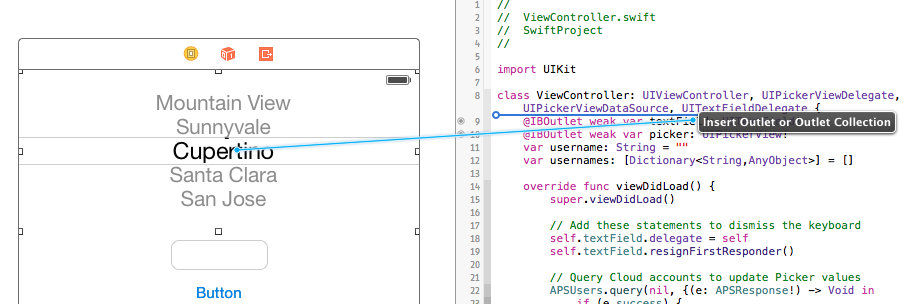 Mountain View
Sunnyvale
Cupertino
Santa Clara
San Jose
Button
1 //
2 // ViewController.swift
3 // SwiftProject
4 //
5
6 import UIKit
7
8 class ViewController: UIViewController, UIPickerViewDelegate,
UIPickerViewDataSource, UITextFieldDelegate {
9 @IBOutlet weak var textFi
Insert Outlet or Outlet Collection
10 @IBOutlet weak var picker: UIPickerView!
11 var username: String = ""
12 var usernames: [Dictionary<String,AnyObject>] = []
13
14 override func viewDidLoad() {
15 super.viewDidLoad()
16
17 // Add these statements to dismiss the keyboard
18 self.textField.delegate = self
19 self.textField.resignFirstResponder()
20
21 // Query Cloud accounts to update Picker values
22 APSUsers.query(nil, {(e: APSResponse!) -> Void in
23 if (e.success) {